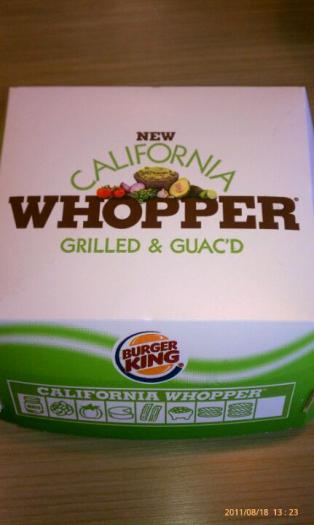 NEW
CALIFORNIA
WHOPPER®
GRILLED & GUAC'D
BURGER
KING
CALIFORNIA WHOPPER
2011/08/18 13:23